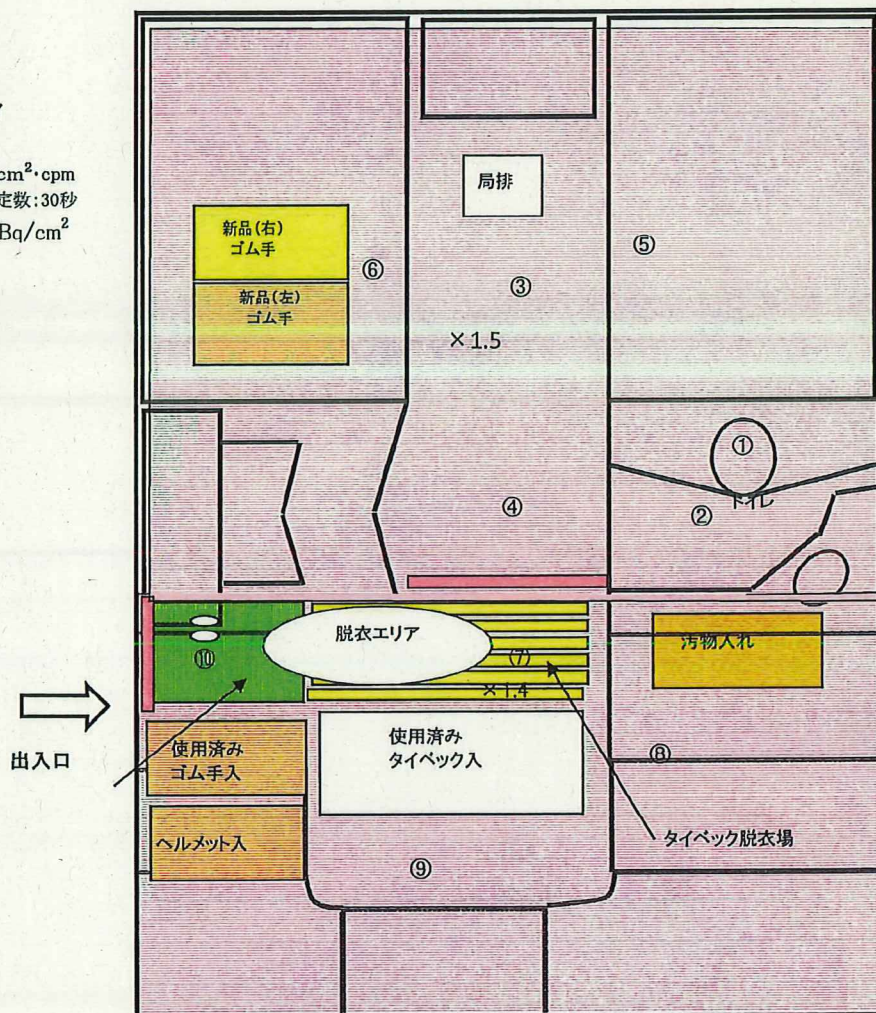 cm²・cpm
定数:30秒
Bq/cm²
局排
新品(右)
ゴム手
新品(左)
ゴム手
⑥
③
⑤
×1.5
①
トイレ
②
④
脱衣エリア
⑩
(7)
×1.4
汚物入れ
出入口
使用済み
ゴム手入
使用済み
タイベック入
⑧
ヘルメット入
タイベック脱衣場
⑨